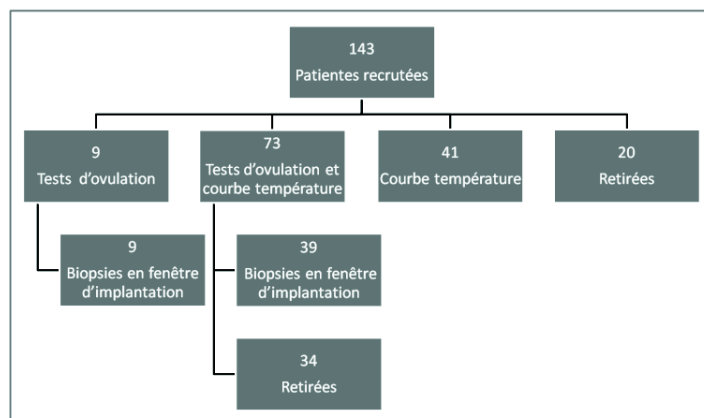 143
Patientes recrutées
9
Tests d'ovulation
73
Tests d'ovulation et
courbe température
41
Courbe température
20
Retirées
9
Biopsies en fenêtre
d'implantation
39
Biopsies en fenêtre
d'implantation
34
Retirées